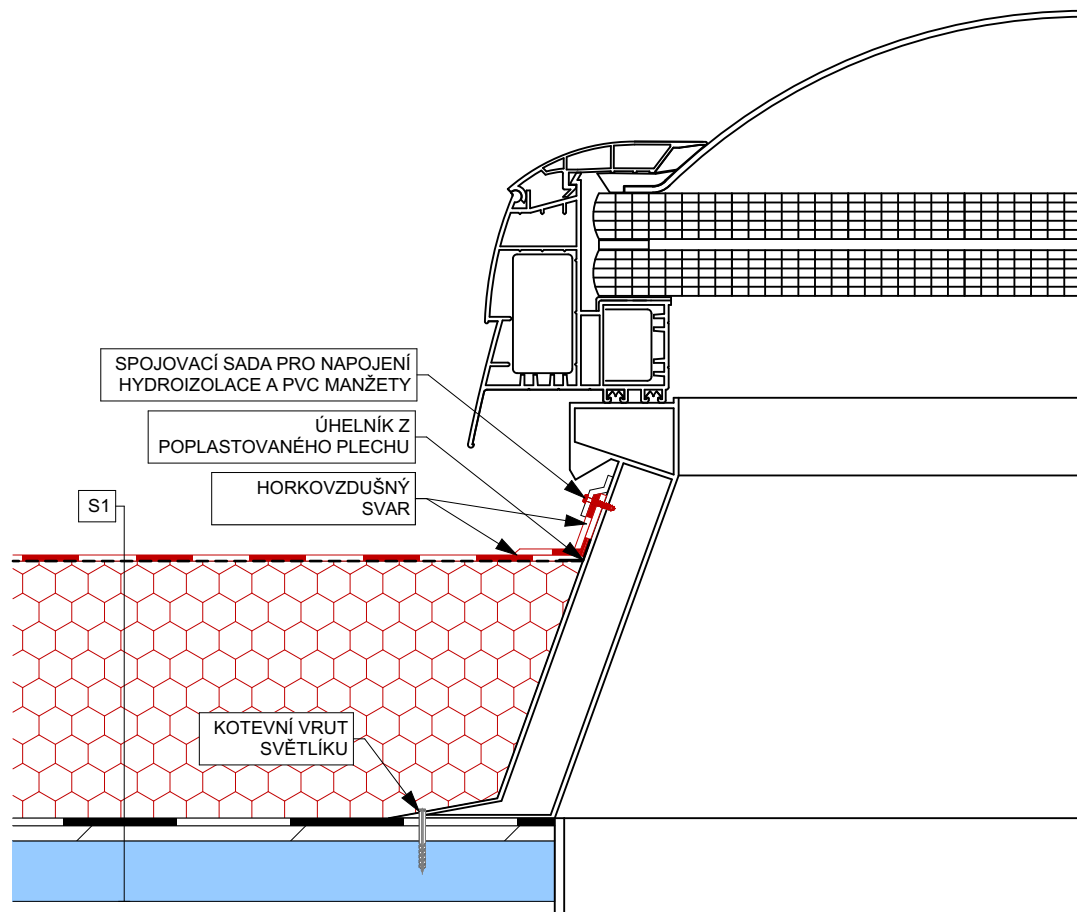 SPOJOVACÍ SADA PRO NAPOJENÍ
HYDROIZOLACE A PVC MANŽETY
ÚHELNÍK Z
POPLASTOVANÉHO PLECHU
HORKOVZDUŠNÝ
SVAR
S1
KOTEVNÍ VRUT
SVĚTLÍKU